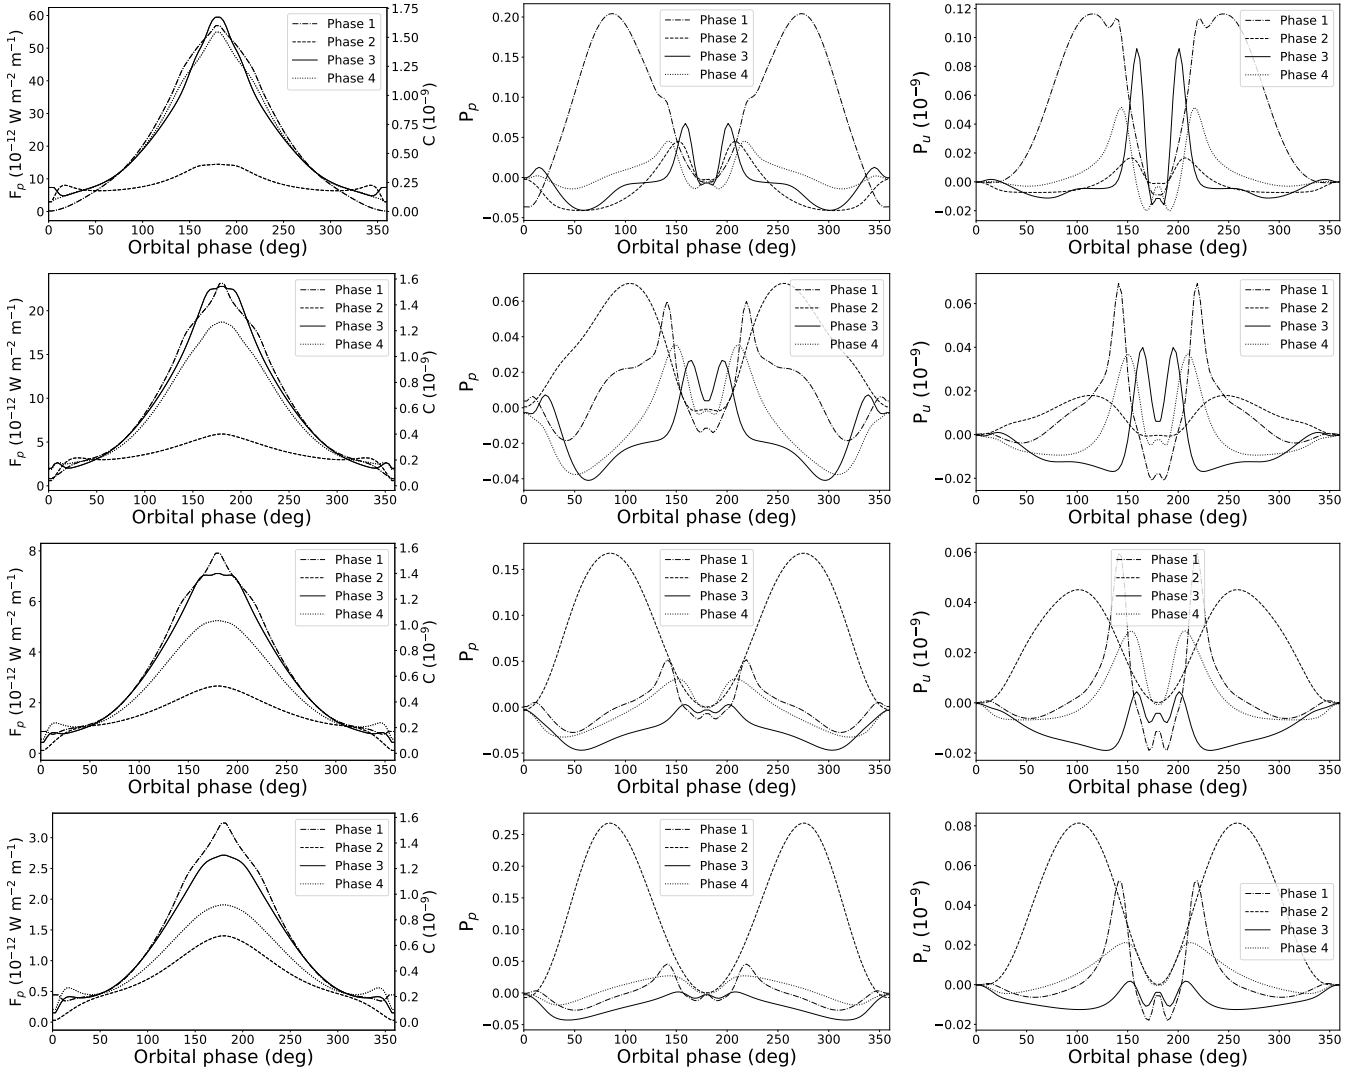 F_p (10^−12 W m^−2 m^−1)
60
50
40
30
20
10
0
0 50 100 150 200 250 300 350
Orbital phase (deg)
Phase 1
Phase 2
Phase 3
Phase 4
1.75
1.50
1.25
1.00
0.75
0.50
0.25
0.00
C (10^−9)
P_p
0.20
0.15
0.10
0.05
0.00
−0.05
0 50 100 150 200 250 300 350
Orbital phase (deg)
Phase 1
Phase 2
Phase 3
Phase 4
P_u (10^−9)
0.12
0.10
0.08
0.06
0.04
0.02
0.00
−0.02
0 50 100 150 200 250 300 350
Orbital phase (deg)
Phase 1
Phase 2
Phase 3
Phase 4
F_p (10^−12 W m^−2 m^−1)
20
15
10
5
0
0 50 100 150 200 250 300 350
Orbital phase (deg)
Phase 1
Phase 2
Phase 3
Phase 4
1.6
1.4
1.2
1.0
0.8
0.6
0.4
0.2
0.0
C (10^−9)
P_p
0.06
0.04
0.02
0.00
−0.02
−0.04
0 50 100 150 200 250 300 350
Orbital phase (deg)
Phase 1
Phase 2
Phase 3
Phase 4
P_u (10^−9)
0.06
0.04
0.02
0.00
−0.02
0 50 100 150 200 250 300 350
Orbital phase (deg)
Phase 1
Phase 2
Phase 3
Phase 4
F_p (10^−12 W m^−2 m^−1)
8
6
4
2
0
0 50 100 150 200 250 300 350
Orbital phase (deg)
Phase 1
Phase 2
Phase 3
Phase 4
1.6
1.4
1.2
1.0
0.8
0.6
0.4
0.2
0.0
C (10^−9)
P_p
0.15
0.10
0.05
0.00
−0.05
0 50 100 150 200 250 300 350
Orbital phase (deg)
Phase 1
Phase 2
Phase 3
Phase 4
P_u (10^−9)
0.06
0.04
0.02
0.00
−0.02
0 50 100 150 200 250 300 350
Orbital phase (deg)
Phase 1
Phase 2
Phase 3
Phase 4
F_p (10^−12 W m^−2 m^−1)
3.0
2.5
2.0
1.5
1.0
0.5
0.0
0 50 100 150 200 250 300 350
Orbital phase (deg)
Phase 1
Phase 2
Phase 3
Phase 4
1.6
1.4
1.2
1.0
0.8
0.6
0.4
0.2
0.0
C (10^−9)
P_p
0.25
0.20
0.15
0.10
0.05
0.00
−0.05
0 50 100 150 200 250 300 350
Orbital phase (deg)
Phase 1
Phase 2
Phase 3
Phase 4
P_u (10^−9)
0.08
0.06
0.04
0.02
0.00
−0.02
0 50 100 150 200 250 300 350
Orbital phase (deg)
Phase 1
Phase 2
Phase 3
Phase 4